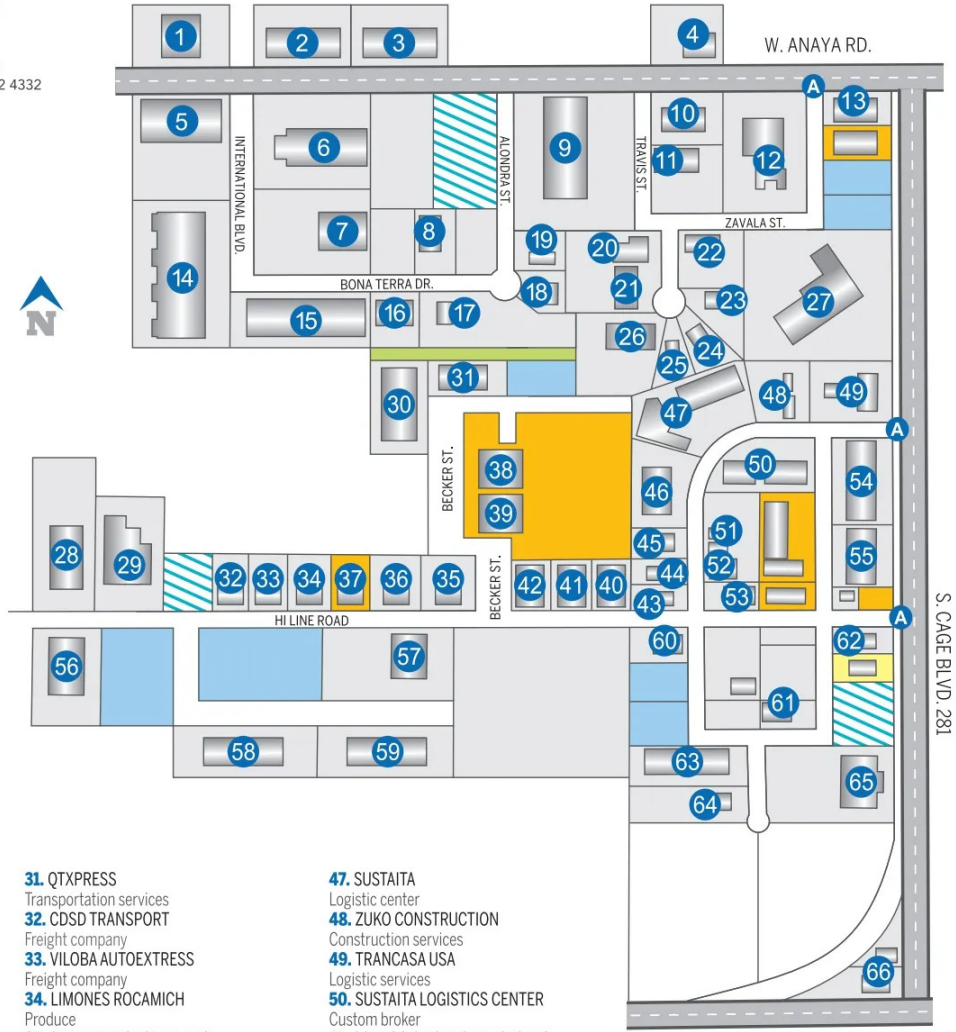 1
2
3
4
W. ANAYA RD.
2 4332
A
5
6
9
10
11
12
13
INTERNATIONAL BLVD.
ALONDRA ST.
TRAVIS ST.
7
8
ZAVALA ST.
14
19
20
22
BONA TERRA DR.
18
21
23
27
N
15
16
17
26
24
25
30
31
47
48
49
A
BECKER ST.
38
39
46
50
54
28
29
45
51
52
55
32
33
34
37
36
35
BECKER ST.
42
41
40
44
43
53
HI LINE ROAD
A
S. CAGE BLVD. 281
56
57
60
62
61
58
59
63
64
65
66
31. QTXPRESS
Transportation services
32. CDSD TRANSPORT
Freight company
33. VILOBA AUTOEXTRESS
Freight company
34. LIMONES ROCAMICH
Produce
47. SUSTAITA
Logistic center
48. ZUKO CONSTRUCTION
Construction services
49. TRANCASA USA
Logistic services
50. SUSTAITA LOGISTICS CENTER
Custom broker